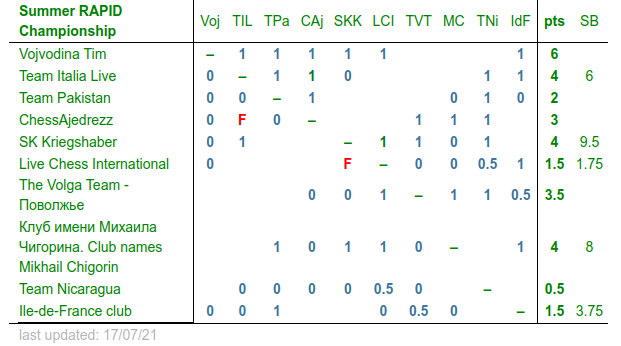 Summer RAPID Championship Voj TIL TPa CAj SKK LCI TVT MC TNi IdF pts SB
Vojvodina Tim – 1 1 1 1 1 1 6
Team Italia Live 0 – 1 1 0 1 1 4 6
Team Pakistan 0 0 – 1 0 1 0 2
ChessAjedrezz 0 F 0 – 1 1 1 3
SK Kriegshaber 0 1 – 1 1 0 1 4 9.5
Live Chess International 0 F – 0 0 0.5 1 1.5 1.75
The Volga Team -
Поволжье 0 0 1 – 1 1 0.5 3.5
Клуб имени Михаила
Чигорина. Club names 1 0 1 1 0 – 1 4 8
Mikhail Chigorin
Team Nicaragua 0 0 0 0 0.5 0 – 0.5
Ile-de-France club 0 0 1 0 0.5 0 – 1.5 3.75
last updated: 17/07/21